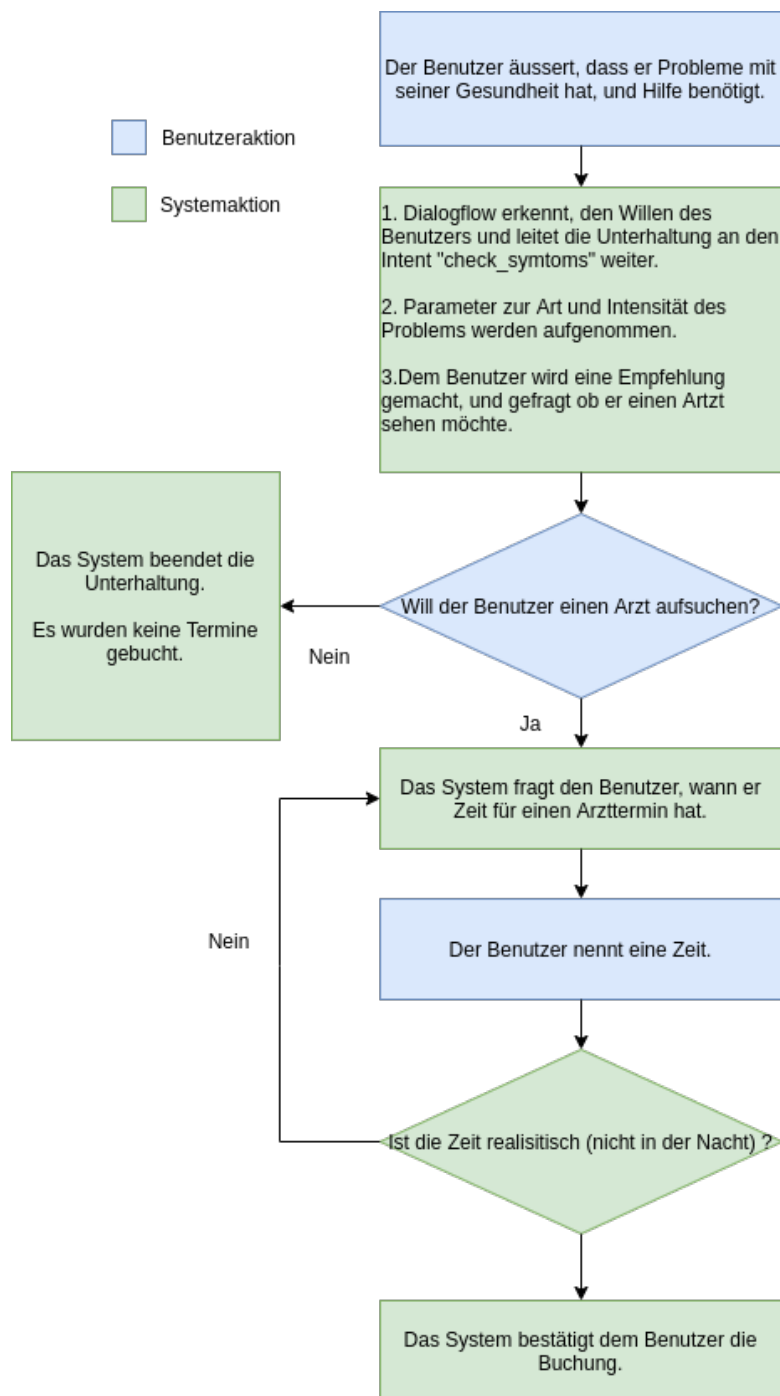 Der Benutzer äussert, dass er Probleme mit
seiner Gesundheit hat, und Hilfe benötigt.
Benutzeraktion
Systemaktion
1. Dialogflow erkennt, den Willen des
Benutzers und leitet die Unterhaltung an den
Intent "check_symtoms" weiter.
2. Parameter zur Art und Intensität des
Problems werden aufgenommen.
3.Dem Benutzer wird eine Empfehlung
gemacht, und gefragt ob er einen Artzt
sehen möchte.
Das System beendet die
Unterhaltung.
Es wurden keine Termine
gebucht.
Will der Benutzer einen Arzt aufsuchen?
Nein
Ja
Das System fragt den Benutzer, wann er
Zeit für einen Arzttermin hat.
Nein
Der Benutzer nennt eine Zeit.
Ist die Zeit realisitisch (nicht in der Nacht) ?
Das System bestätigt dem Benutzer die
Buchung.